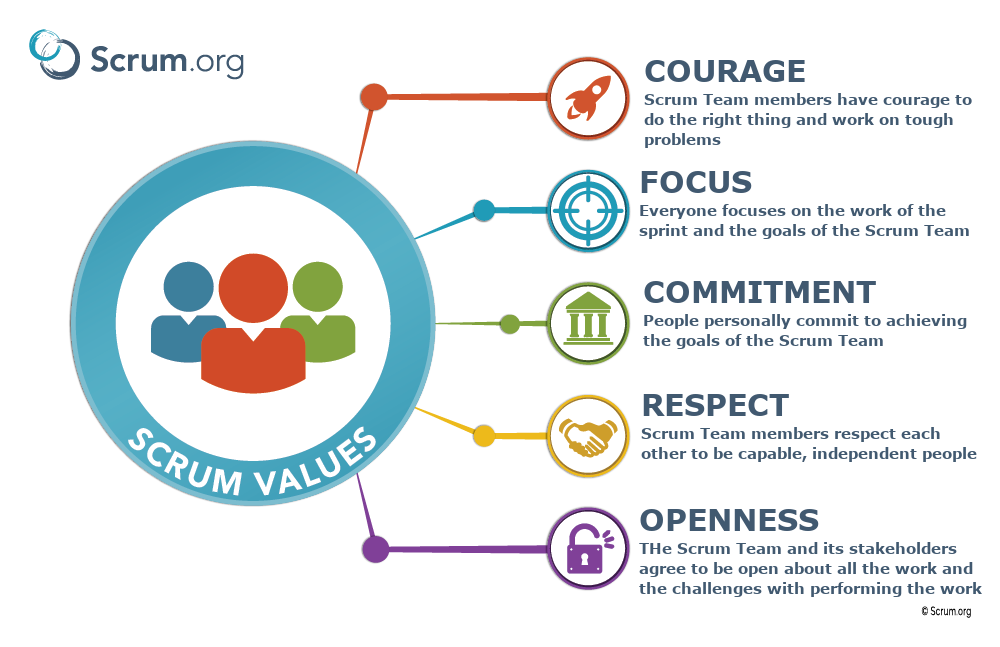 Scrum.org
COURAGE
Scrum Team members have courage to
do the right thing and work on tough
problems
FOCUS
Everyone focuses on the work of the
sprint and the goals of the Scrum Team
COMMITMENT
People personally commit to achieving
the goals of the Scrum Team
SCRUM VALUES
RESPECT
Scrum Team members respect each
other to be capable, independent people
OPENNESS
THe Scrum Team and its stakeholders
agree to be open about all the work and
the challenges with performing the work
© Scrum.org